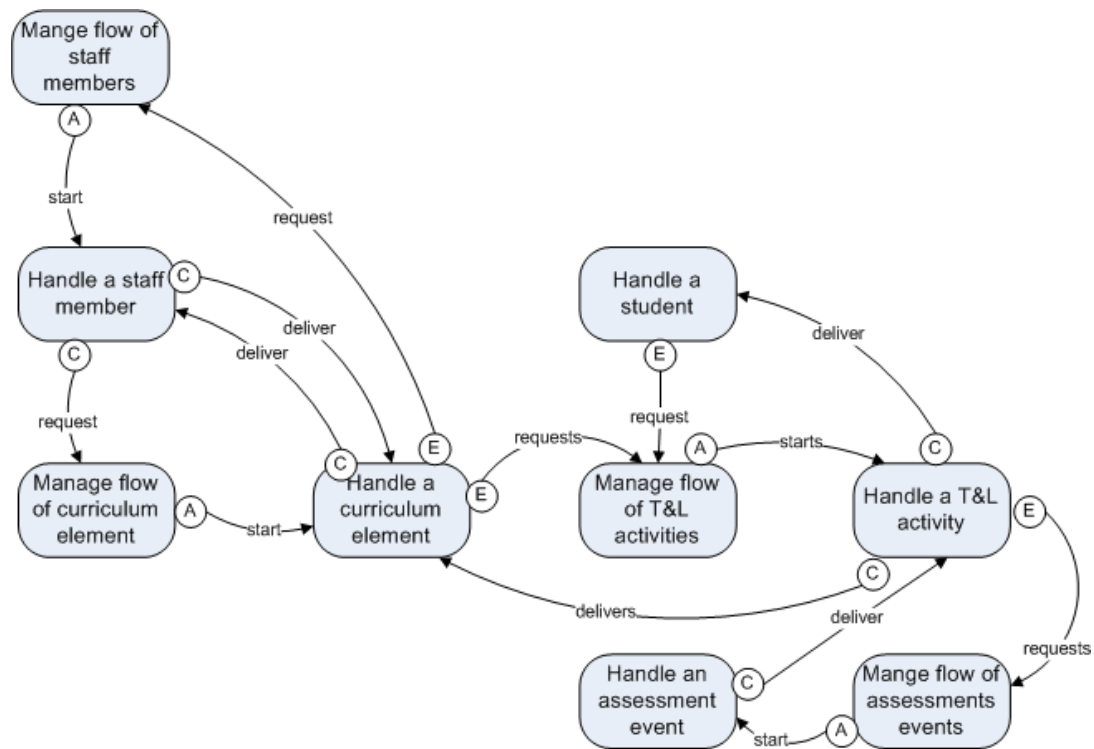 Mange flow of
staff
members
A
start
request
Handle a staff
member
C
deliver
deliver
C
request
Manage flow
of curriculum
element
A
start
C
E
Handle a
curriculum
element
E
requests
Handle a
student
E
request
deliver
Manage flow
of T&L
activities
A
starts
C
Handle a T&L
activity
E
C
delivers
deliver
requests
Handle an
assessment
event
C
Mange flow of
assessments
events
A
start